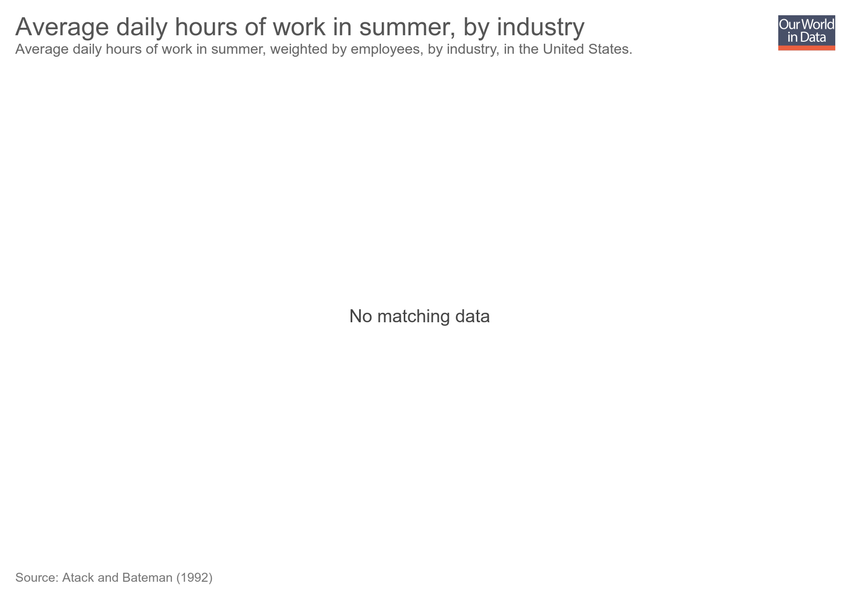 Average daily hours of work in summer, by industry
Average daily hours of work in summer, weighted by employees, by industry, in the United States.
Our World
in Data
No matching data
Source: Atack and Bateman (1992)